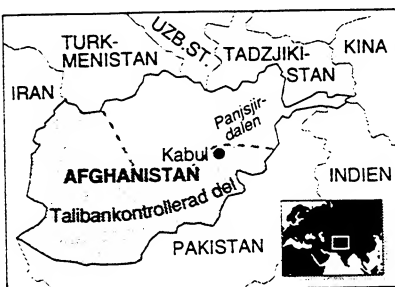 UZB.ST.
TURK-
MENISTAN
TADZJIKI-
STAN
KINA
IRAN
Panjsjir-
dalen
Kabul
AFGHANISTAN
Talibankontrollerad del
INDIEN
PAKISTAN